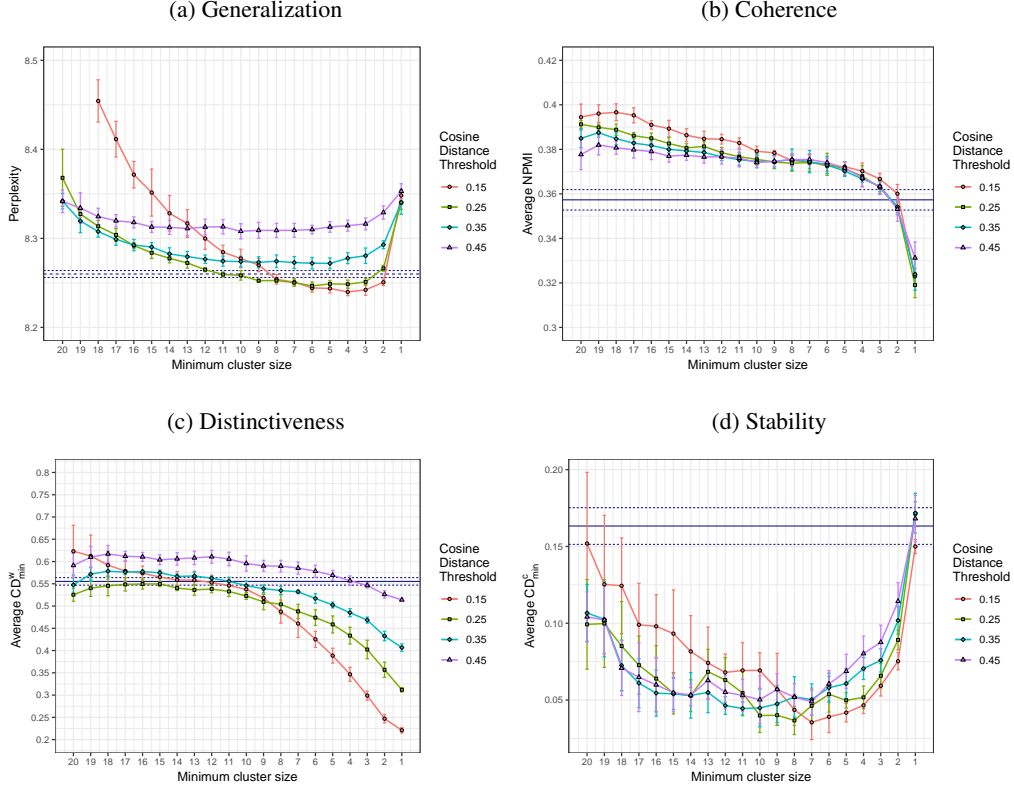 (a) Generalization
8.5
8.4
8.3
8.2
Perplexity
20 19 18 17 16 15 14 13 12 11 10 9 8 7 6 5 4 3 2 1
Minimum cluster size
Cosine
Distance
Threshold
0.15
0.25
0.35
0.45
(b) Coherence
0.42
0.4
0.38
0.36
0.34
0.32
0.3
Average NPMI
20 19 18 17 16 15 14 13 12 11 10 9 8 7 6 5 4 3 2 1
Minimum cluster size
Cosine
Distance
Threshold
0.15
0.25
0.35
0.45
(c) Distinctiveness
0.8
0.75
0.7
0.65
0.6
0.55
0.5
0.45
0.4
0.35
0.3
0.25
0.2
Average CD^w_min
20 19 18 17 16 15 14 13 12 11 10 9 8 7 6 5 4 3 2 1
Minimum cluster size
Cosine
Distance
Threshold
0.15
0.25
0.35
0.45
(d) Stability
0.20
0.15
0.10
0.05
Average CD^c_min
20 19 18 17 16 15 14 13 12 11 10 9 8 7 6 5 4 3 2 1
Minimum cluster size
Cosine
Distance
Threshold
0.15
0.25
0.35
0.45